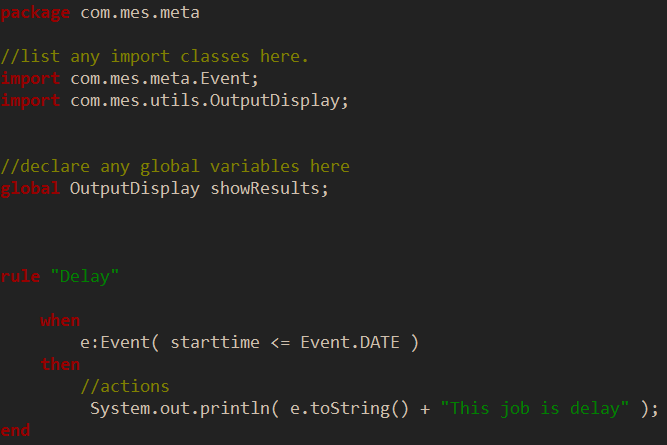 package com.mes.meta
//list any import classes here.
import com.mes.meta.Event;
import com.mes.utils.OutputDisplay;
//declare any global variables here
global OutputDisplay showResults;
rule "Delay"
when
e:Event( starttime <= Event.DATE )
then
//actions
System.out.println( e.toString() + "This job is delay" );
end